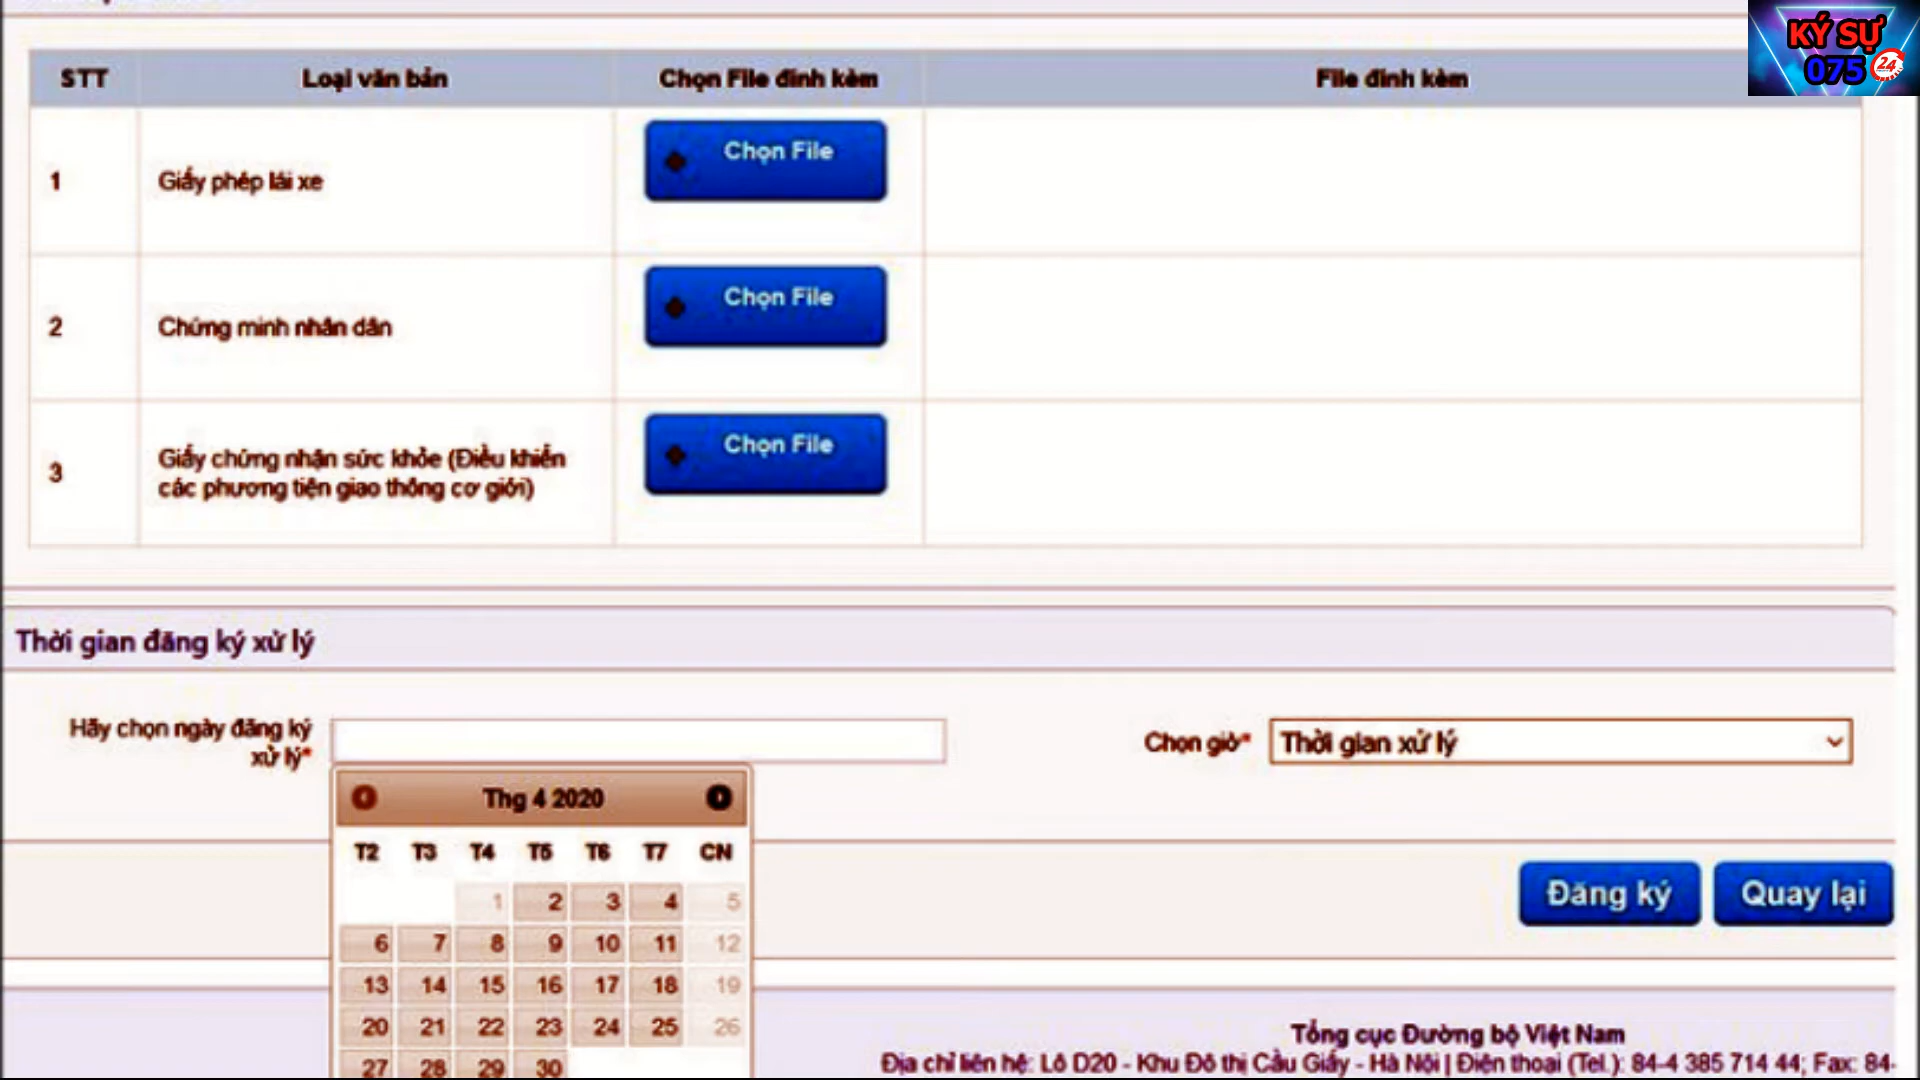 KÝ SỰ
075
24
STT Loại văn bản Chọn File đính kèm File đính kèm
1 Giấy phép lái xe Chọn File
2 Chứng minh nhân dân Chọn File
3 Giấy chứng nhận sức khỏe (Điều khiển các phương tiện giao thông cơ giới) Chọn File
Thời gian đăng ký xử lý
Hãy chọn ngày đăng ký
xử lý*
Chọn giờ* Thời gian xử lý
Thg 4 2020
T2 T3 T4 T5 T6 T7 CN
1 2 3 4 5
6 7 8 9 10 11 12
13 14 15 16 17 18 19
20 21 22 23 24 25 26
27 28 29 30
Đăng ký Quay lại
Tổng cục Đường bộ Việt Nam
Địa chỉ liên hệ: Lô D20 - Khu Đô thị Cầu Giấy - Hà Nội | Điện thoại (Tel.): 84-4 385 714 44; Fax: 84-